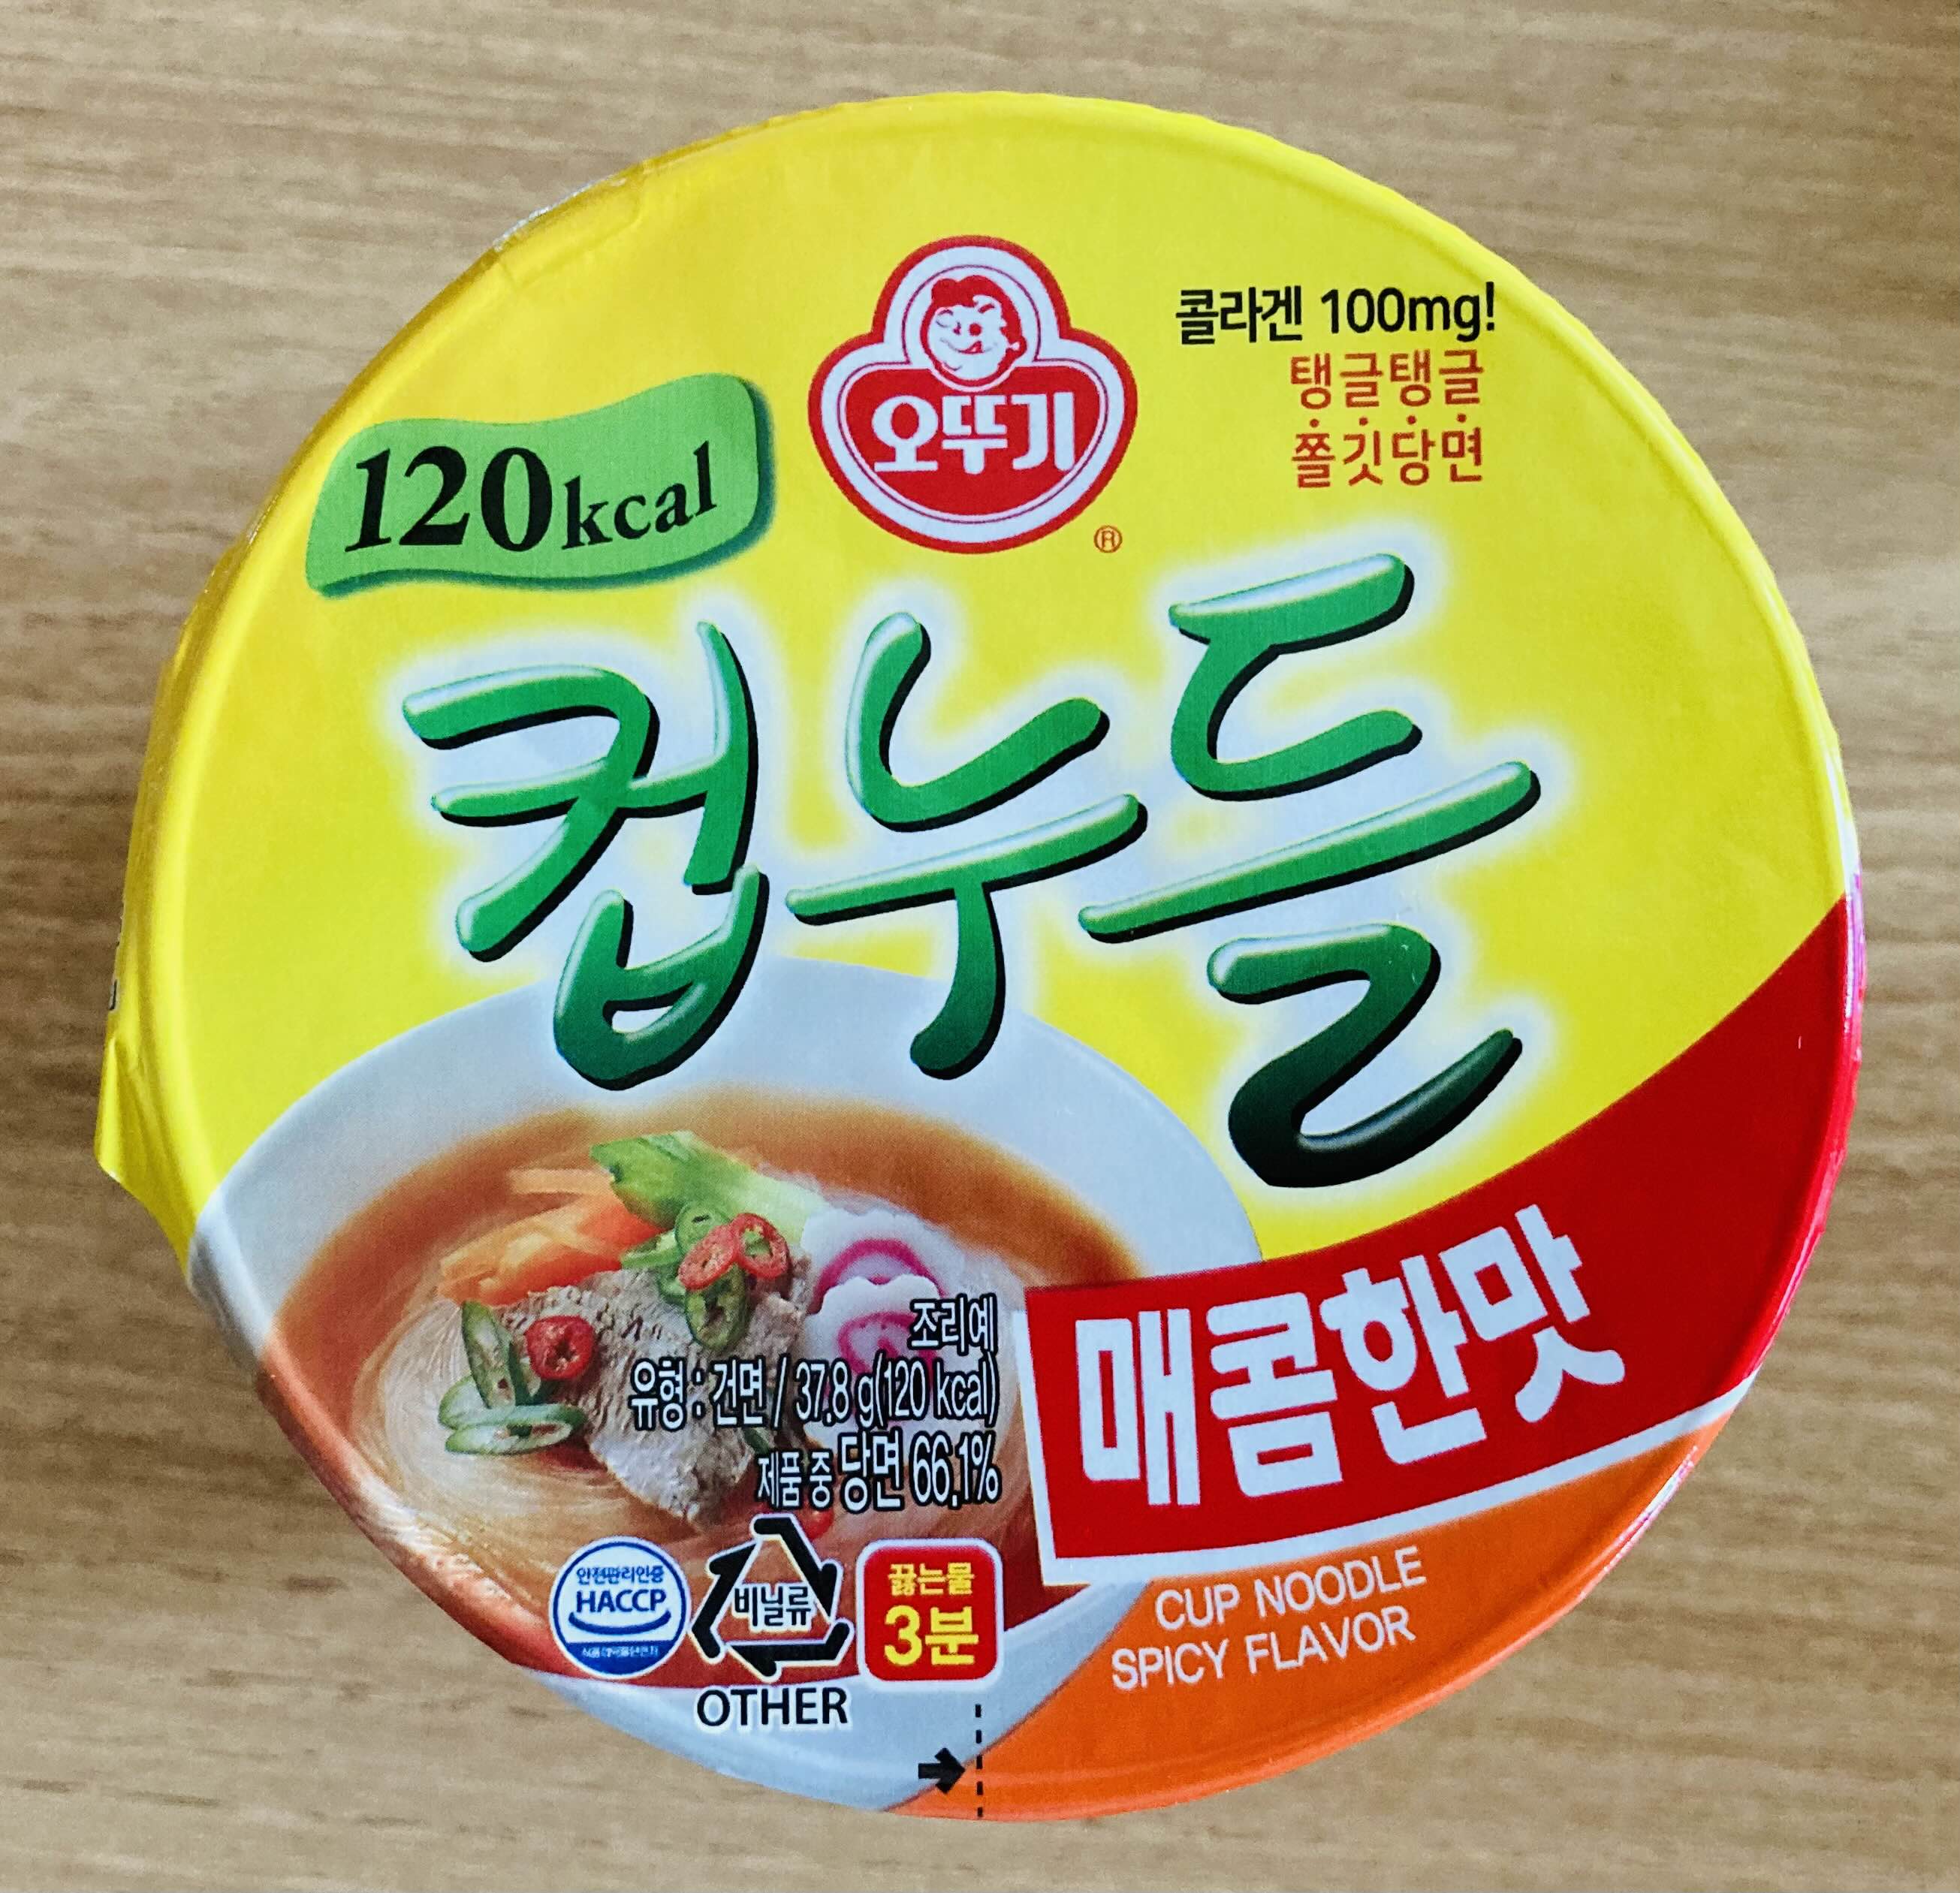 120kcal
오뚜기
®
콜라겐 100mg!
탱글탱글
쫄깃당면
컵누들
매콤한맛
CUP NOODLE
SPICY FLAVOR
조리예
유형 : 건면 / 37.8 g(120 kcal)
제품 중 당면 66.1%
안전관리인증
HACCP
비닐류
OTHER
끓는물
3분